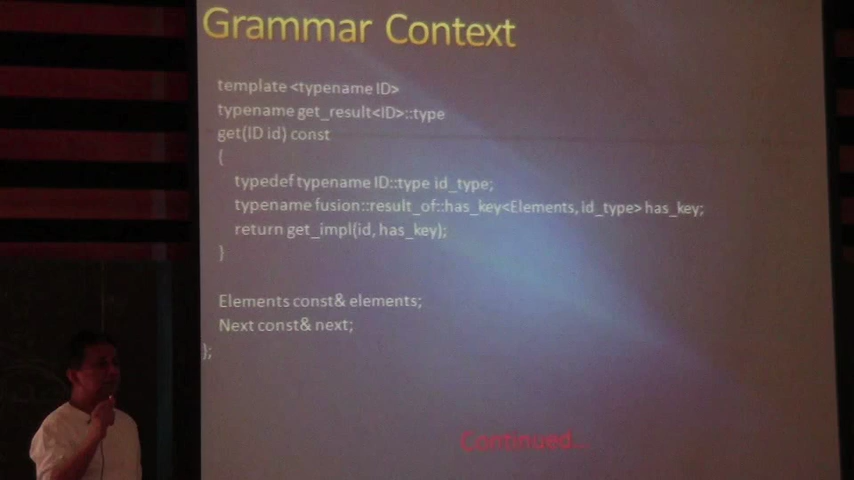 Grammar Context
template <typename ID>
typename get_result<ID>::type
get(ID id) const
{
typedef typename ID::type id_type;
typename fusion::result_of::has_key<Elements, id_type> has_key;
return get_impl(id, has_key);
}
Elements const& elements;
Next const& next;
};
Continued...